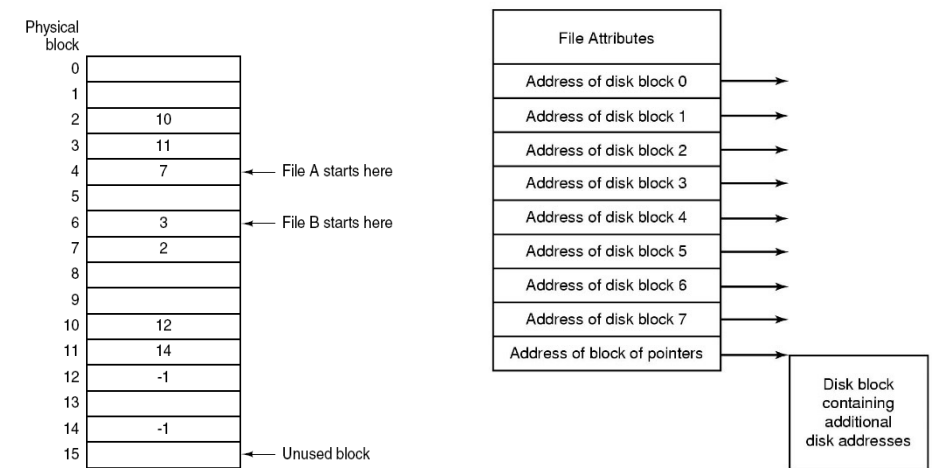 Physical
block
0
1
2 10
3 11
4 7 File A starts here
5
6 3 File B starts here
7 2
8
9
10 12
11 14
12 -1
13
14 -1
15 Unused block
File Attributes
Address of disk block 0
Address of disk block 1
Address of disk block 2
Address of disk block 3
Address of disk block 4
Address of disk block 5
Address of disk block 6
Address of disk block 7
Address of block of pointers
Disk block
containing
additional
disk addresses